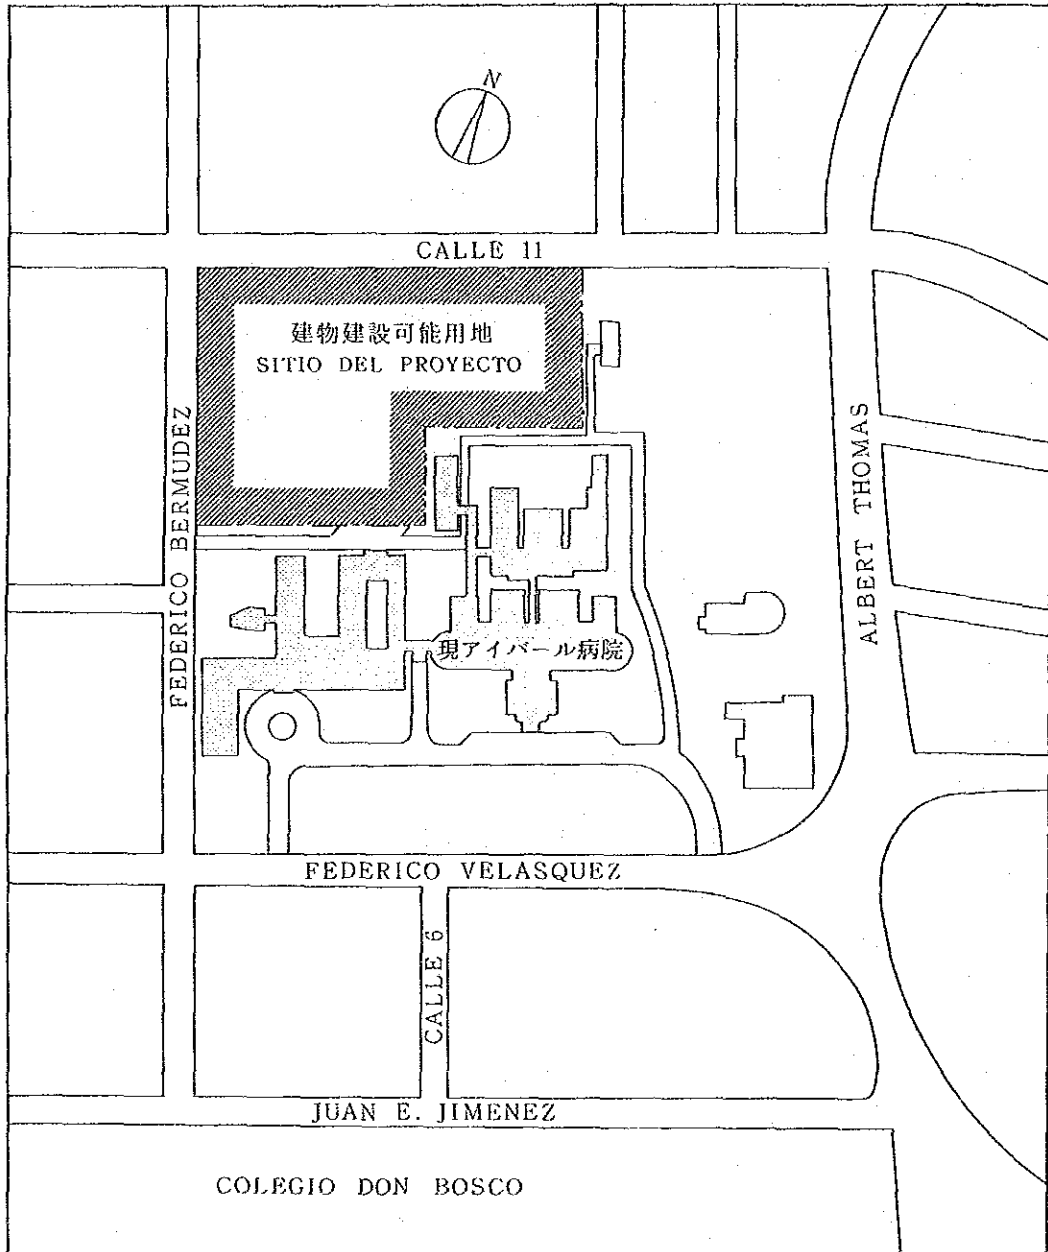 N
CALLE 11
建物建設可能用地
SITIO DEL PROYECTO
FEDERICO BERMUDEZ
ALBERT THOMAS
現アイバール病院
FEDERICO VELASQUEZ
CALLE 6
JUAN E. JIMENEZ
COLEGIO DON BOSCO